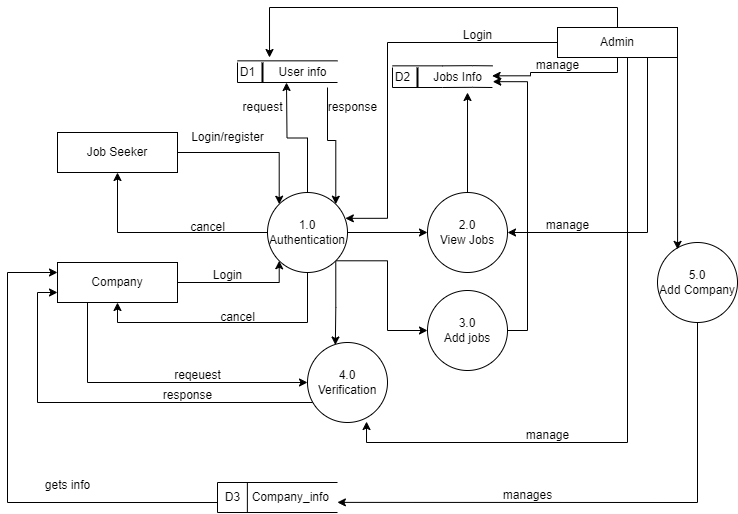 Login
Admin
D1
User info
D2
Jobs Info
manage
request
response
Login/register
Job Seeker
cancel
1.0
Authentication
2.0
View Jobs
manage
Company
Login
5.0
Add Company
cancel
3.0
Add jobs
reqeuest
4.0
Verification
response
manage
gets info
D3
Company_info
manages